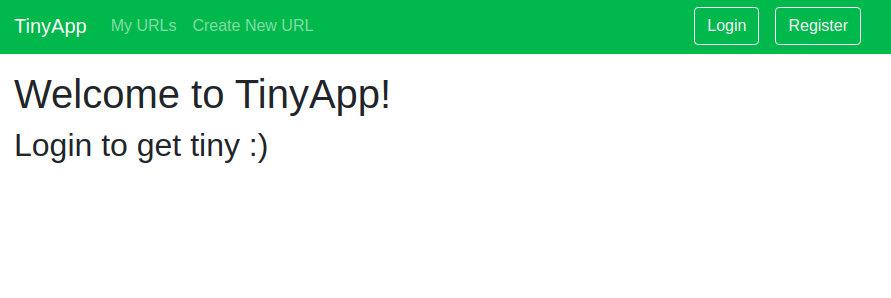 TinyApp My URLs Create New URL Login Register
Welcome to TinyApp!
Login to get tiny :)